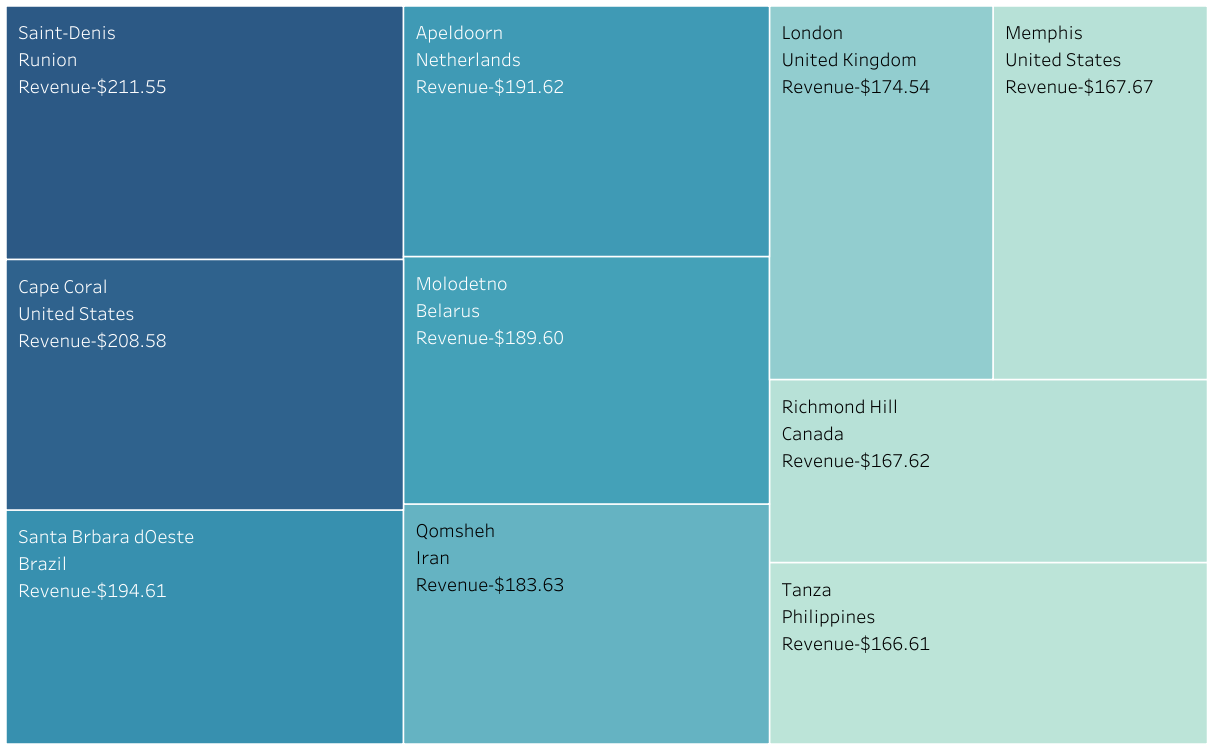 Saint-Denis
Runion
Revenue-$211.55
Cape Coral
United States
Revenue-$208.58
Santa Brbara dOeste
Brazil
Revenue-$194.61
Apeldoorn
Netherlands
Revenue-$191.62
Molodetno
Belarus
Revenue-$189.60
Qomsheh
Iran
Revenue-$183.63
London
United Kingdom
Revenue-$174.54
Memphis
United States
Revenue-$167.67
Richmond Hill
Canada
Revenue-$167.62
Tanza
Philippines
Revenue-$166.61